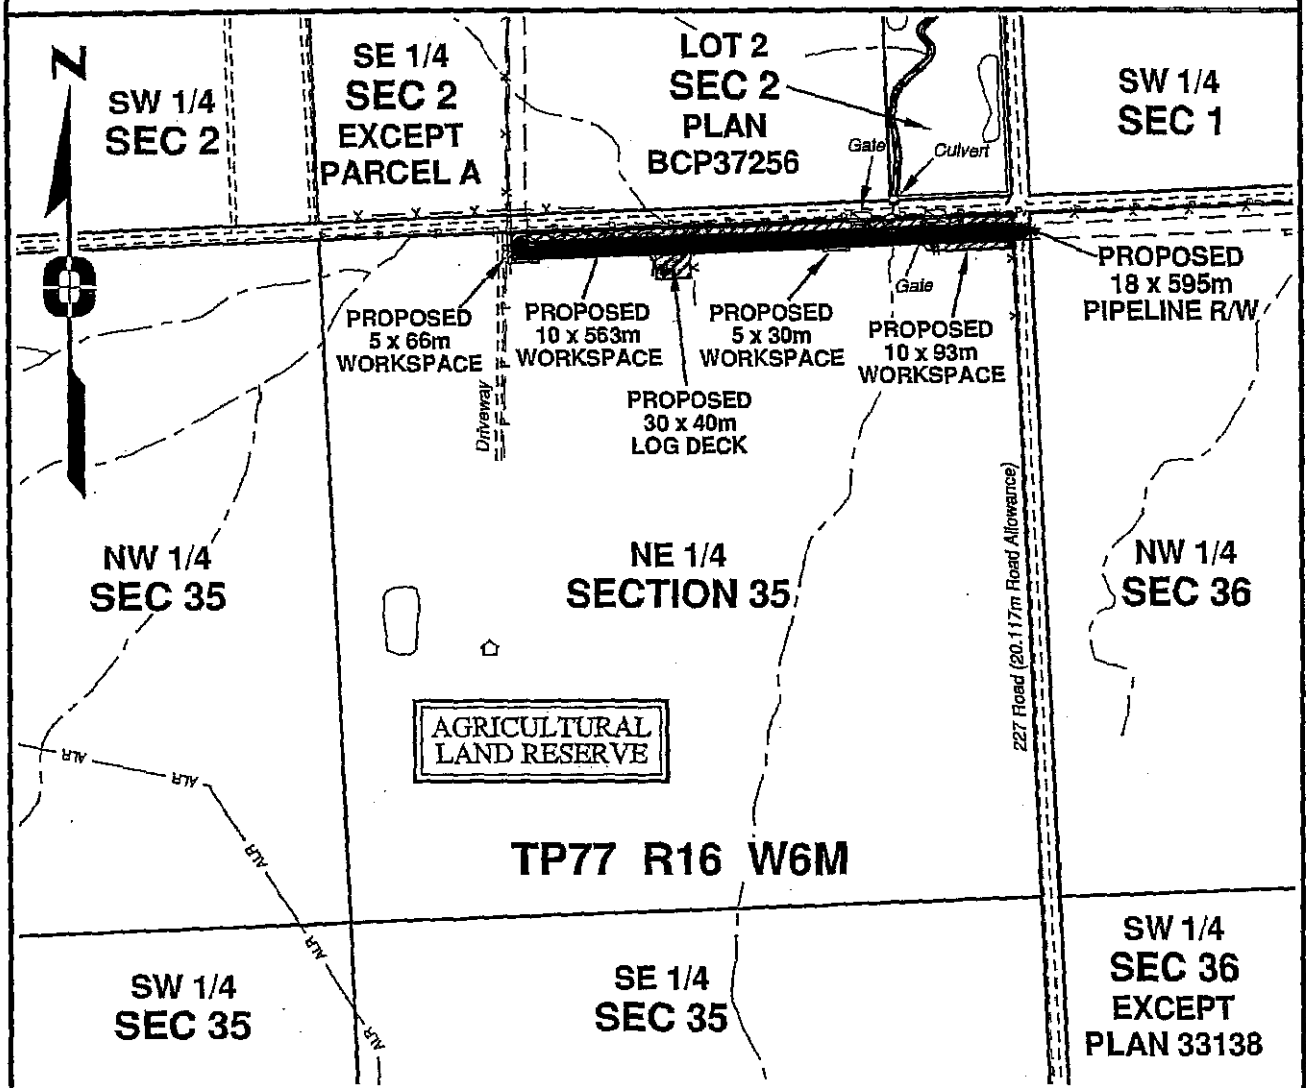 N
SW 1/4
SEC 2
SE 1/4
SEC 2
EXCEPT
PARCEL A
LOT 2
SEC 2
PLAN
BCP37256
Gate
Culvert
SW 1/4
SEC 1
PROPOSED
5 x 66m
WORKSPACE
PROPOSED
10 x 563m
WORKSPACE
PROPOSED
30 x 40m
LOG DECK
PROPOSED
5 x 30m
WORKSPACE
Gate
PROPOSED
10 x 93m
WORKSPACE
PROPOSED
18 x 595m
PIPELINE R/W
Driveway
227 Road (20.117m Road Allowance)
NW 1/4
SEC 35
NE 1/4
SECTION 35
NW 1/4
SEC 36
AGRICULTURAL
LAND RESERVE
ALR
ALR
ALR
ALR
ALR
TP77 R16 W6M
SW 1/4
SEC 35
SE 1/4
SEC 35
SW 1/4
SEC 36
EXCEPT
PLAN 33138